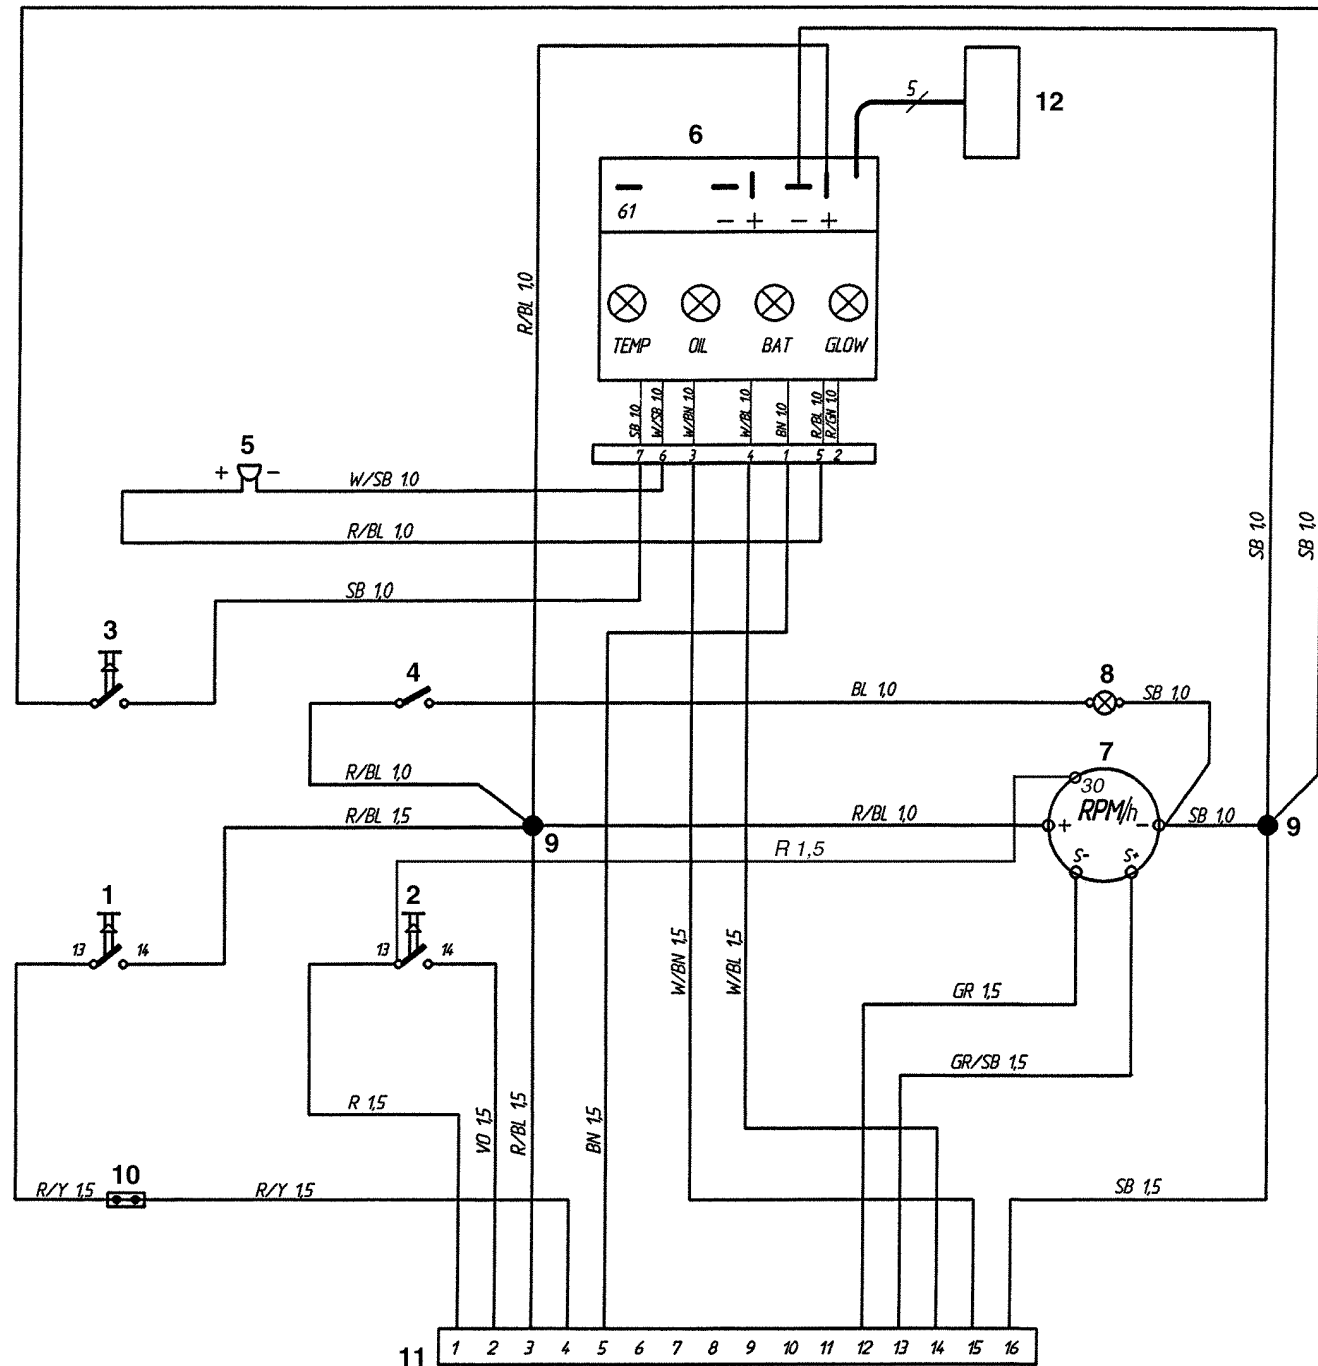 5
12
6
61
- + - +
R/BL 1,0
TEMP OIL BAT GLOW
SB 1.0
W/SB 1.0
W/BN 1.0
W/BL 1.0
BN 1.0
R/BL 1.0
R/GN 1.0
7 6 3 4 1 5 2
5
+ -
W/SB 1.0
R/BL 1,0
SB 1,0
SB 1,0
SB 1,0
3
4
BL 1,0
8
SB 1,0
R/BL 1,0
7
30
R/BL 1,5
R/BL 1,0
+ RPM/h -
SB 1,0
9
9
R 1,5
S- S+
1
2
13 14
13 14
W/BN 1,5
W/BL 1,5
GR 1,5
GR/SB 1,5
R 1,5
VO 1,5
R/BL 1,5
BN 1,5
10
R/Y 1,5
R/Y 1,5
SB 1,5
11
1 2 3 4 5 6 7 8 9 10 11 12 13 14 15 16